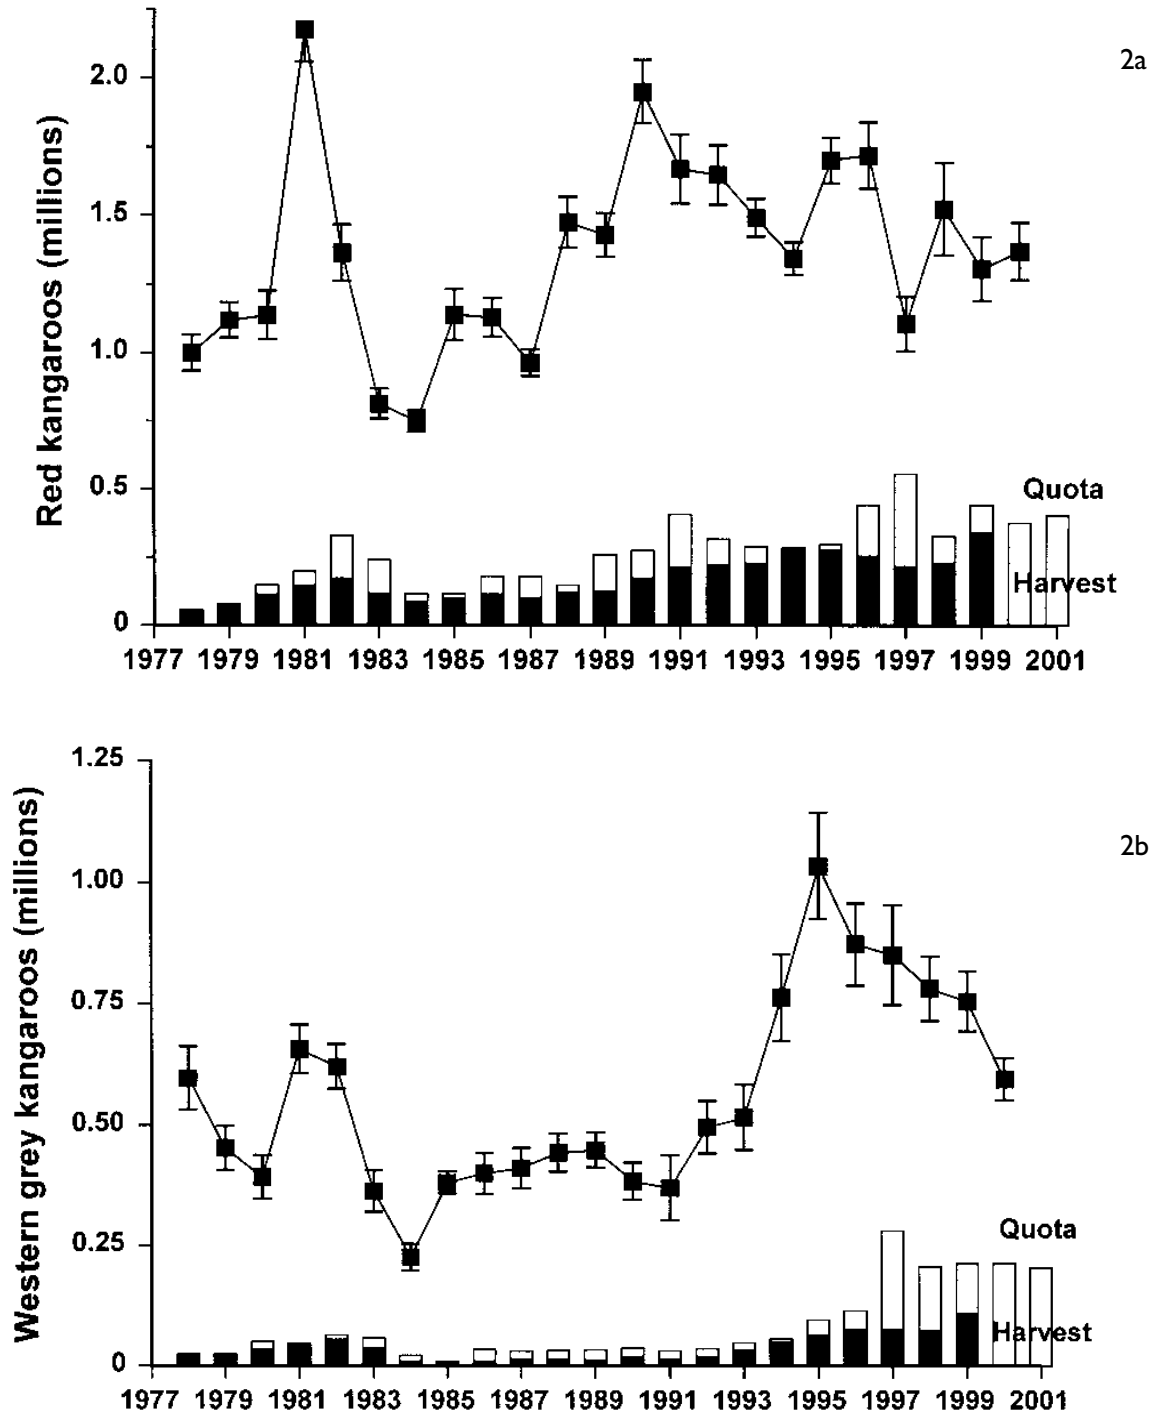 2a
Red kangaroos (millions)
2.0
1.5
1.0
0.5
0
Quota
Harvest
1977 1979 1981 1983 1985 1987 1989 1991 1993 1995 1997 1999 2001
2b
Western grey kangaroos (millions)
1.25
1.00
0.75
0.50
0.25
0
Quota
Harvest
1977 1979 1981 1983 1985 1987 1989 1991 1993 1995 1997 1999 2001